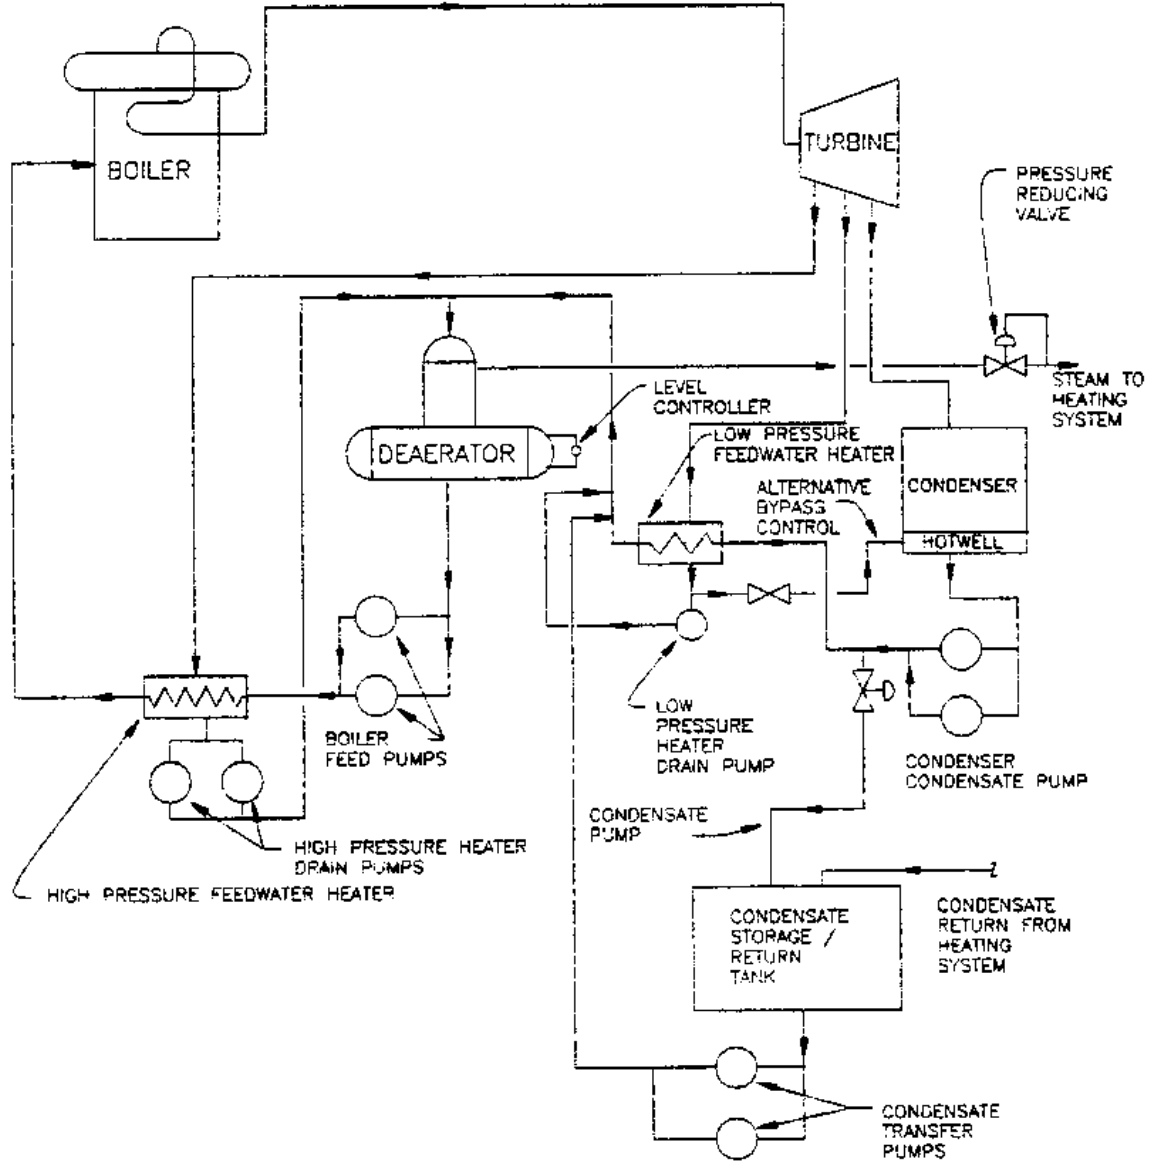 BOILER
TURBINE
PRESSURE
REDUCING
VALVE
STEAM TO
HEATING
SYSTEM
LEVEL
CONTROLLER
LOW PRESSURE
FEEDWATER HEATER
DEAERATOR
ALTERNATIVE
BYPASS
CONTROL
CONDENSER
HOTWELL
BOILER
FEED PUMPS
LOW
PRESSURE
HEATER
DRAIN PUMP
CONDENSER
CONDENSATE PUMP
CONDENSATE
PUMP
HIGH PRESSURE HEATER
DRAIN PUMPS
HIGH PRESSURE FEEDWATER HEATER
CONDENSATE
STORAGE /
RETURN
TANK
CONDENSATE
RETURN FROM
HEATING
SYSTEM
CONDENSATE
TRANSFER
PUMPS